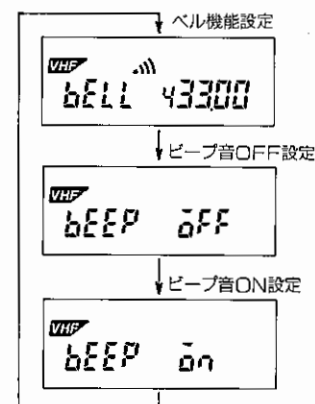 ベル機能設定
VHF
bELL 433.00
ビープ音OFF設定
VHF
bEEP oFF
ビープ音ON設定
VHF
bEEP on